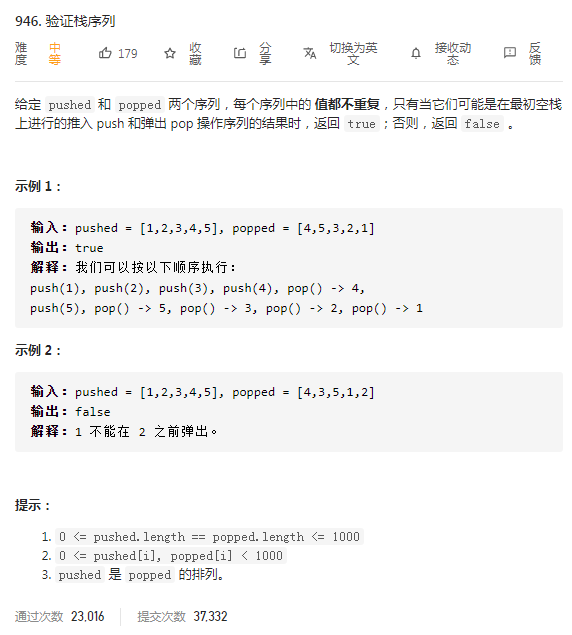 946. 验证栈序列
难度 中等 179 收藏 分享 切换为英文 接收动态 反馈
给定 pushed 和 popped 两个序列，每个序列中的 值都不重复，只有当它们可能是在最初空栈
上进行的推入 push 和弹出 pop 操作序列的结果时，返回 true；否则，返回 false 。
示例 1：
输入：pushed = [1,2,3,4,5], popped = [4,5,3,2,1]
输出：true
解释：我们可以按以下顺序执行：
push(1), push(2), push(3), push(4), pop() -> 4,
push(5), pop() -> 5, pop() -> 3, pop() -> 2, pop() -> 1
示例 2：
输入：pushed = [1,2,3,4,5], popped = [4,3,5,1,2]
输出：false
解释：1 不能在 2 之前弹出。
提示：
1. 0 <= pushed.length == popped.length <= 1000
2. 0 <= pushed[i], popped[i] < 1000
3. pushed 是 popped 的排列。
通过次数 23,016 提交次数 37,332